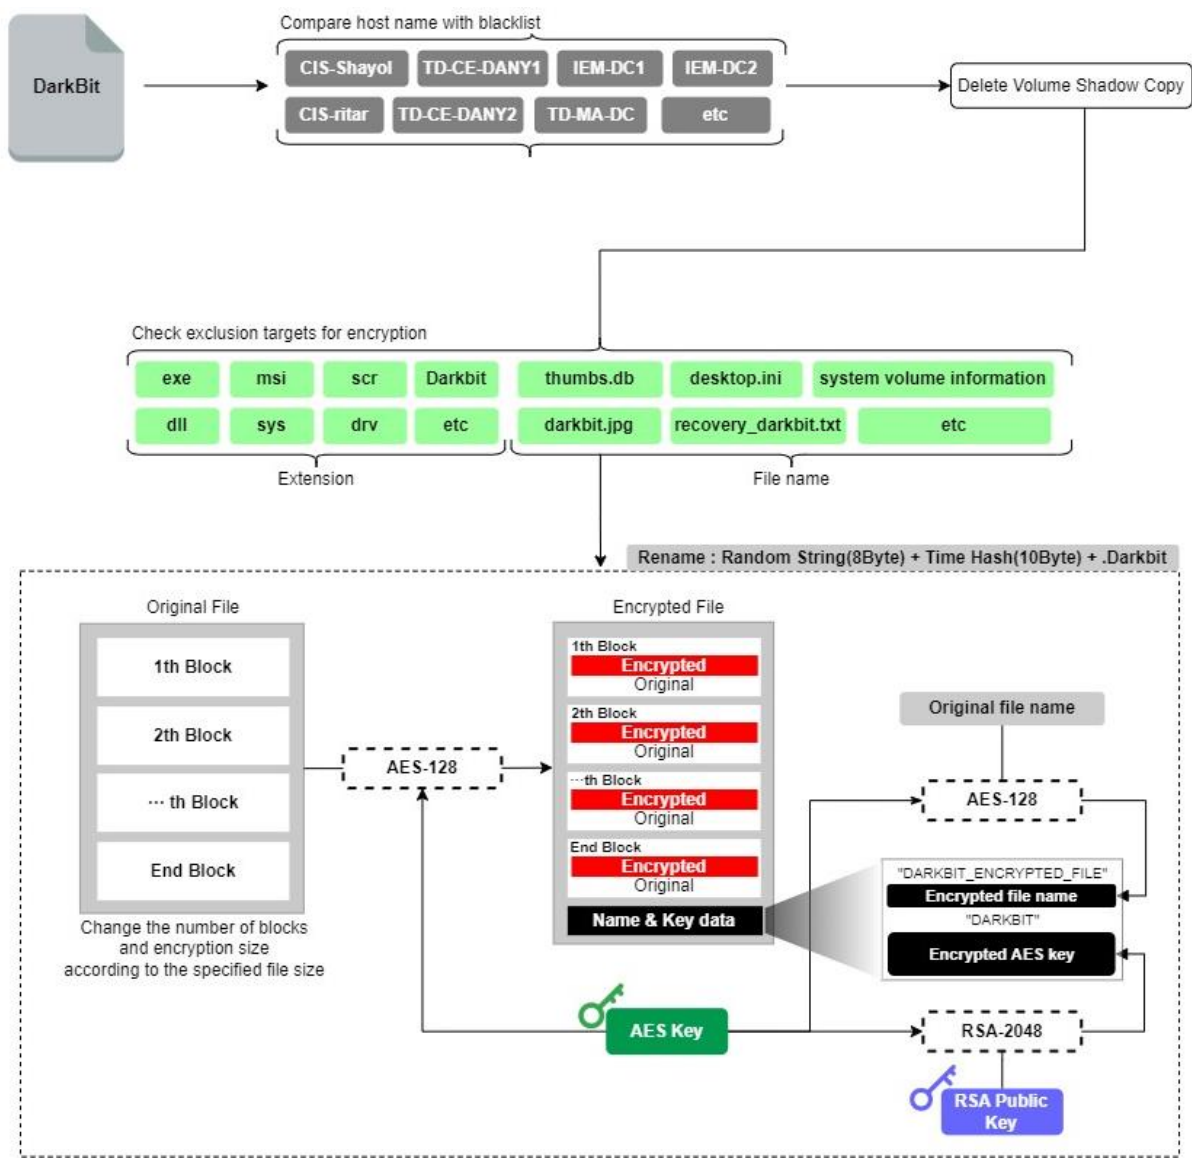 DarkBit
Compare host name with blacklist
CIS-Shayol
TD-CE-DANY1
IEM-DC1
IEM-DC2
CIS-ritar
TD-CE-DANY2
TD-MA-DC
etc
Delete Volume Shadow Copy
Check exclusion targets for encryption
exe
msi
scr
Darkbit
thumbs.db
desktop.ini
system volume information
dll
sys
drv
etc
darkbit.jpg
recovery_darkbit.txt
etc
Extension
File name
Rename : Random String(8Byte) + Time Hash(10Byte) + .Darkbit
Original File
1th Block
2th Block
··· th Block
End Block
Change the number of blocks
and encryption size
according to the specified file size
AES-128
Encrypted File
1th Block
Encrypted
Original
2th Block
Encrypted
Original
···th Block
Encrypted
Original
End Block
Encrypted
Original
Name & Key data
Original file name
AES-128
"DARKBIT_ENCRYPTED_FILE"
Encrypted file name
"DARKBIT"
Encrypted AES key
AES Key
RSA-2048
RSA Public
Key